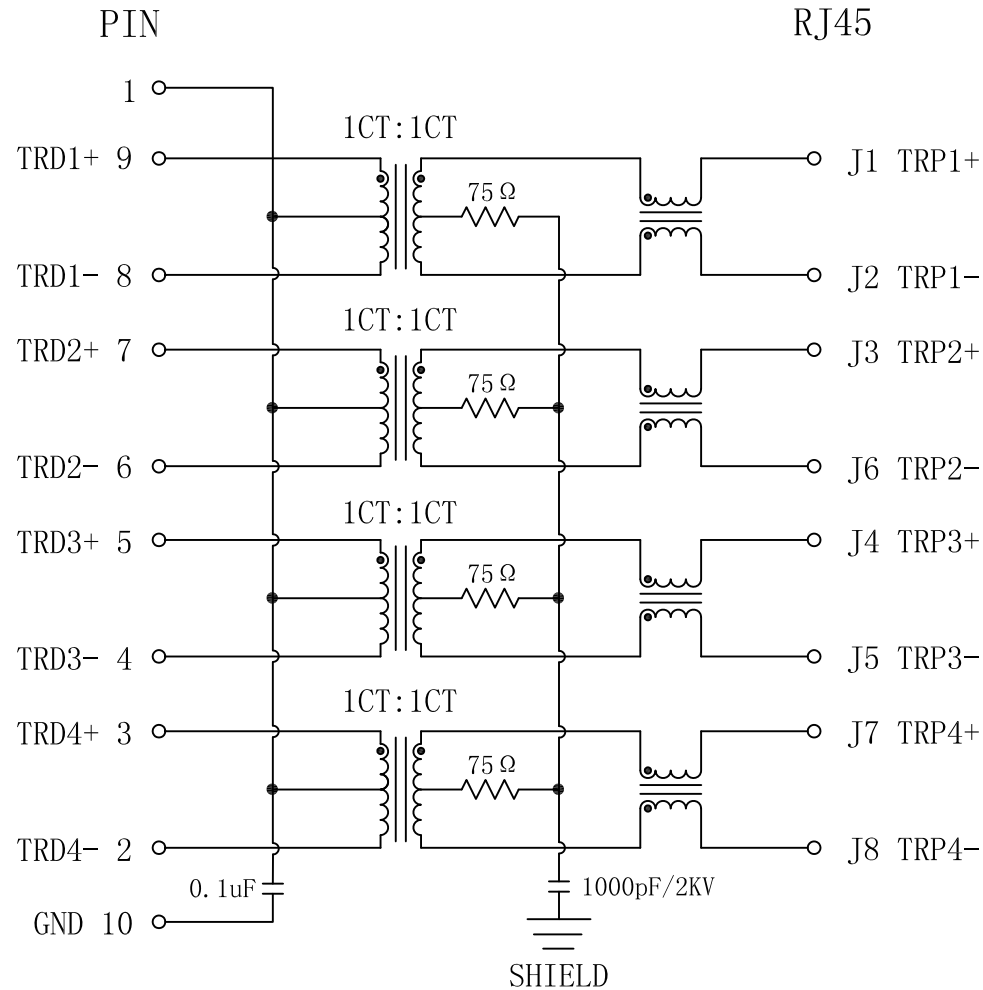 PIN RJ45
1
1CT:1CT
TRD1+ 9 J1 TRP1+
75Ω
TRD1- 8 J2 TRP1-
1CT:1CT
TRD2+ 7 J3 TRP2+
75Ω
TRD2- 6 J6 TRP2-
1CT:1CT
TRD3+ 5 J4 TRP3+
75Ω
TRD3- 4 J5 TRP3-
1CT:1CT
TRD4+ 3 J7 TRP4+
75Ω
TRD4- 2 J8 TRP4-
0.1uF 1000pF/2KV
GND 10
SHIELD